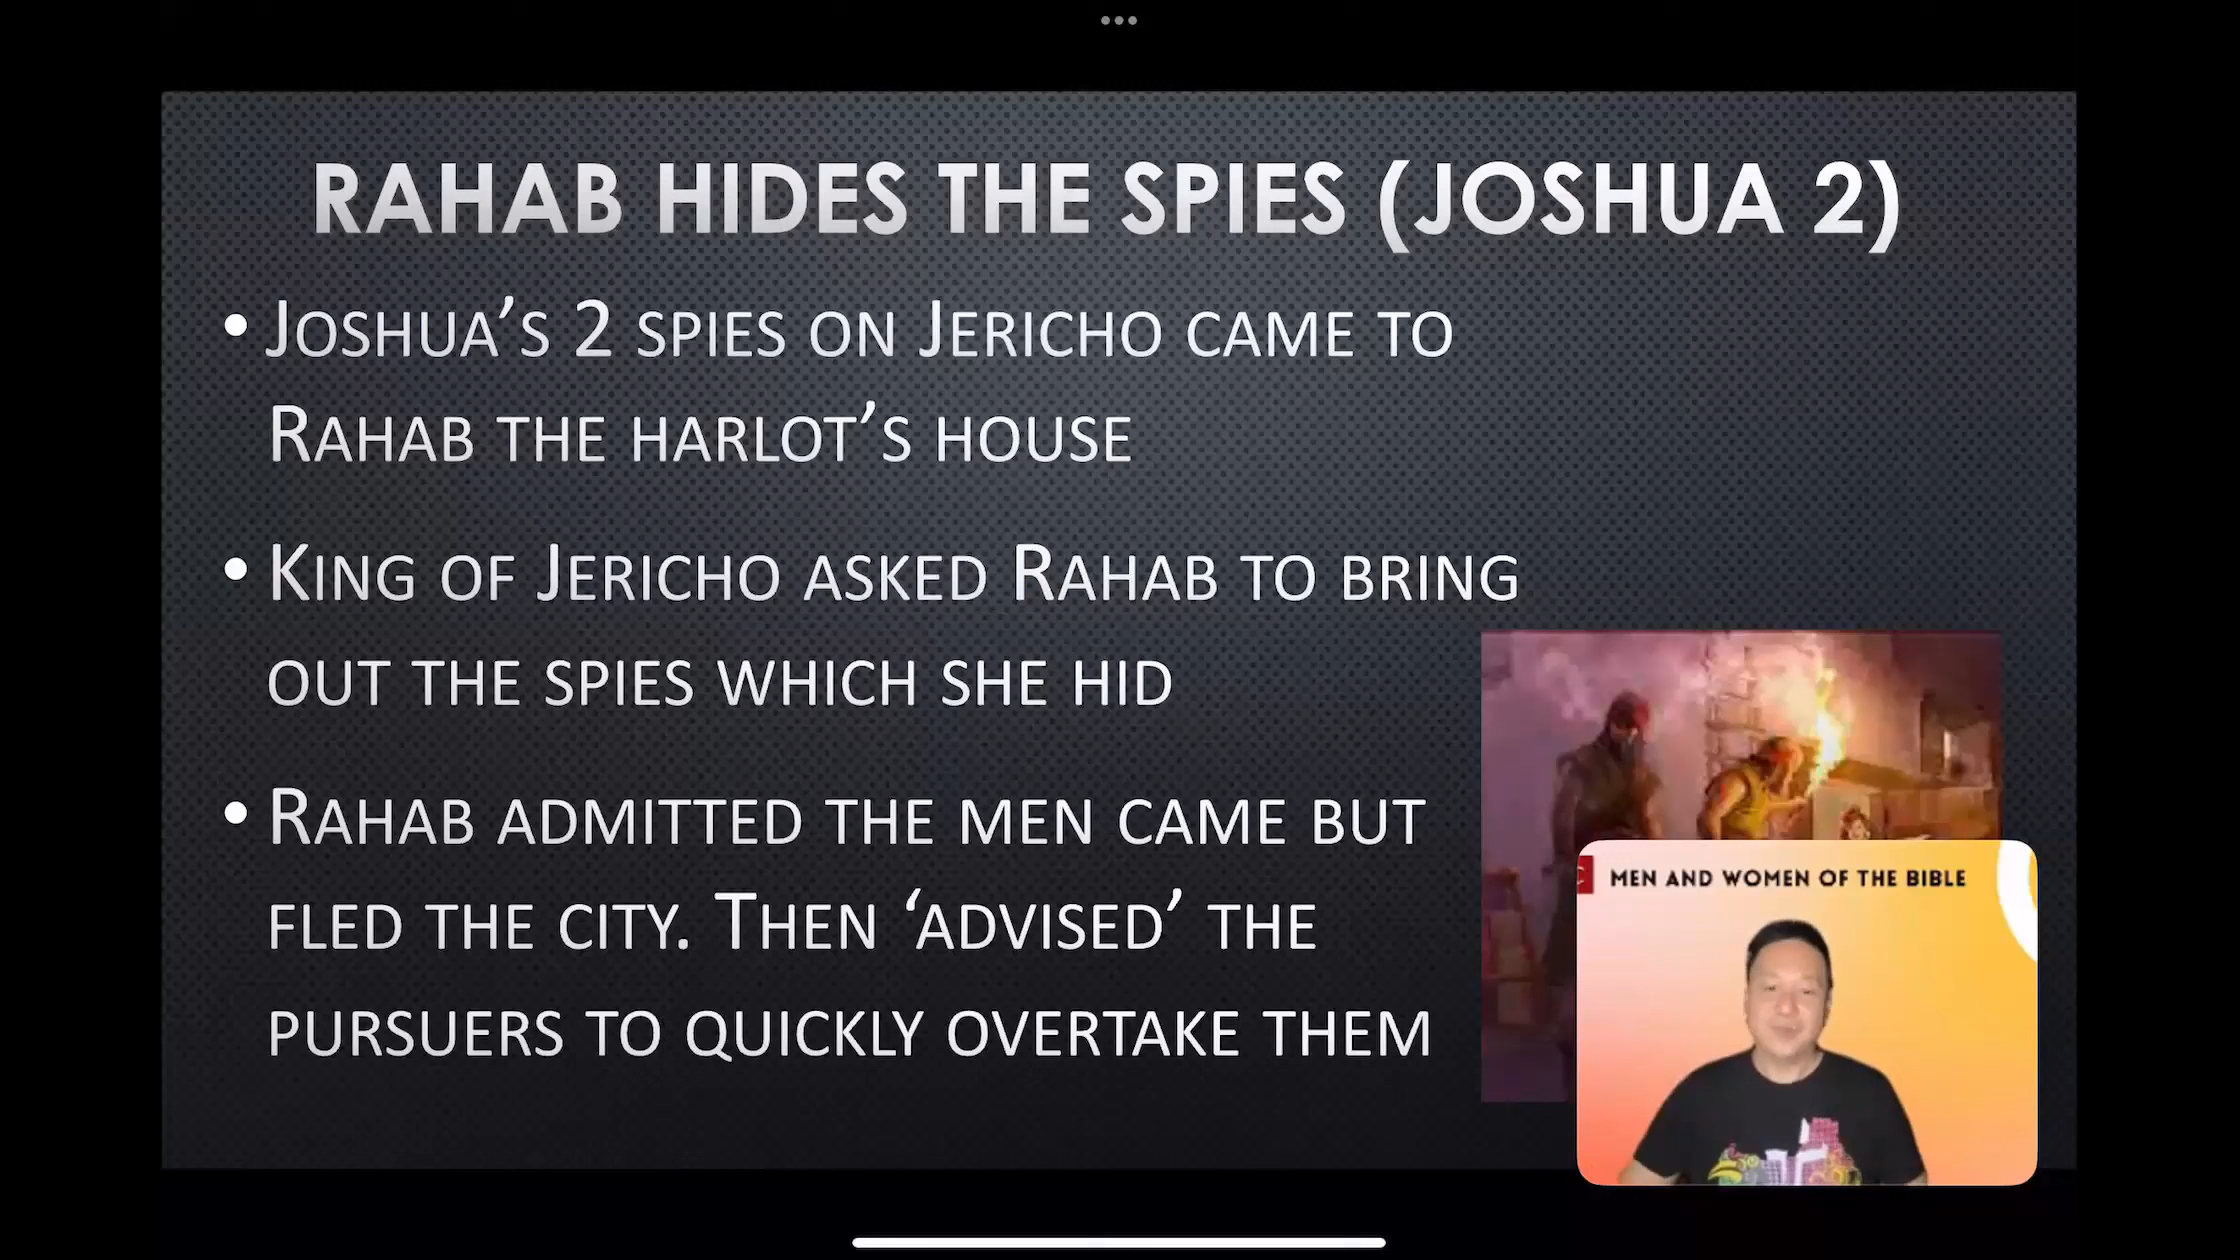 RAHAB HIDES THE SPIES (JOSHUA 2)
• JOSHUA'S 2 SPIES ON JERICHO CAME TO
RAHAB THE HARLOT'S HOUSE
• KING OF JERICHO ASKED RAHAB TO BRING
OUT THE SPIES WHICH SHE HID
• RAHAB ADMITTED THE MEN CAME BUT
FLED THE CITY. THEN ‘ADVISED’ THE
PURSUERS TO QUICKLY OVERTAKE THEM
MEN AND WOMEN OF THE BIBLE